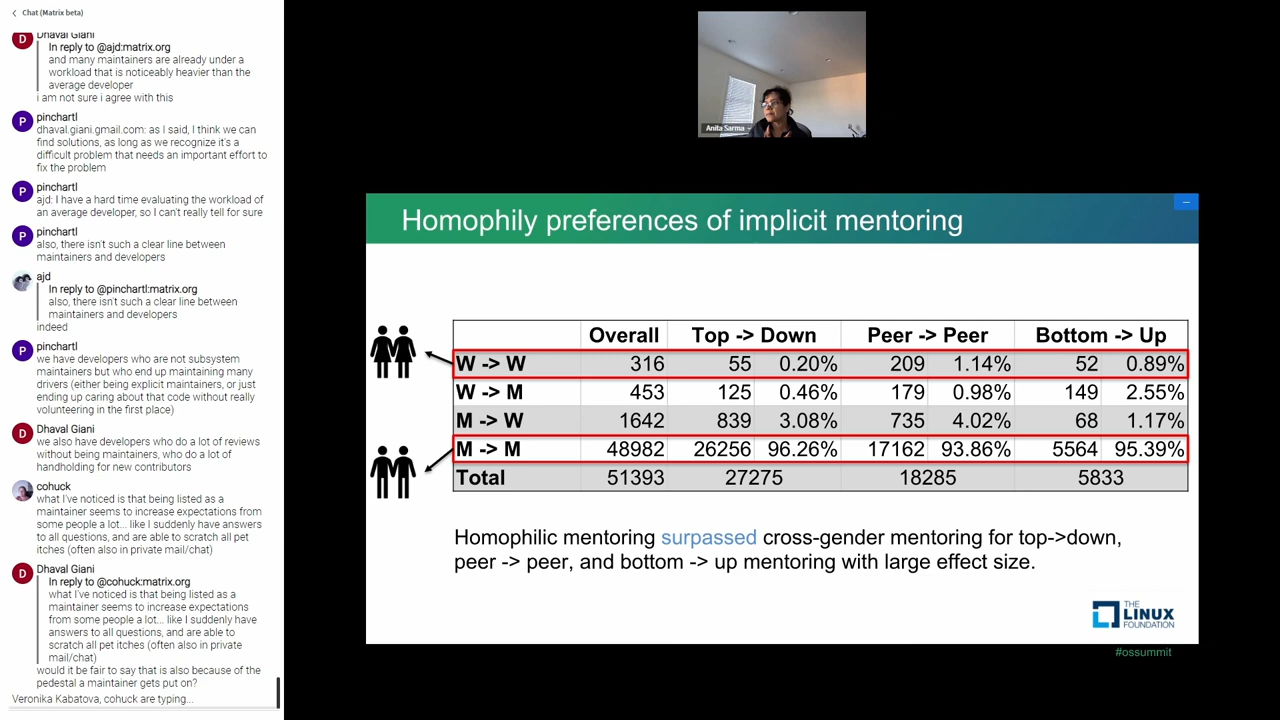 Chat (Matrix beta)
D
Dhaval Giani
In reply to @ajd:matrix.org
and many maintainers are already under a
workload that is noticeably heavier than the
average developer
i am not sure i agree with this
P
pinchartl
dhaval.giani.gmail.com: as I said, I think we can
find solutions, as long as we recognize it's a
difficult problem that needs an important effort to
fix the problem
P
pinchartl
ajd: I have a hard time evaluating the workload of
an average developer, so I can't really tell for sure
P
pinchartl
also, there isn't such a clear line between
maintainers and developers
ajd
In reply to @pinchartl:matrix.org
also, there isn't such a clear line between
maintainers and developers
indeed
P
pinchartl
we have developers who are not subsystem
maintainers but who end up maintaining many
drivers (either being explicit maintainers, or just
ending up caring about that code without really
volunteering in the first place)
D
Dhaval Giani
we also have developers who do a lot of reviews
without being maintainers, who do a lot of
handholding for new contributors
cohuck
what I've noticed is that being listed as a
maintainer seems to increase expectations from
some people a lot... like I suddenly have answers
to all questions, and are able to scratch all pet
itches (often also in private mail/chat)
D
Dhaval Giani
In reply to @cohuck:matrix.org
what I've noticed is that being listed as a
maintainer seems to increase expectations
from some people a lot... like I suddenly have
answers to all questions, and are able to
scratch all pet itches (often also in private
mail/chat)
would it be fair to say that is also because of the
pedestal a maintainer gets put on?
Veronika Kabatova, cohuck are typing...
Anita Sarma
Homophily preferences of implicit mentoring
Overall Top -> Down Peer -> Peer Bottom -> Up
W -> W 316 55 0.20% 209 1.14% 52 0.89%
W -> M 453 125 0.46% 179 0.98% 149 2.55%
M -> W 1642 839 3.08% 735 4.02% 68 1.17%
M -> M 48982 26256 96.26% 17162 93.86% 5564 95.39%
Total 51393 27275 18285 5833
Homophilic mentoring surpassed cross-gender mentoring for top->down,
peer -> peer, and bottom -> up mentoring with large effect size.
THE
LINUX
FOUNDATION
#ossummit